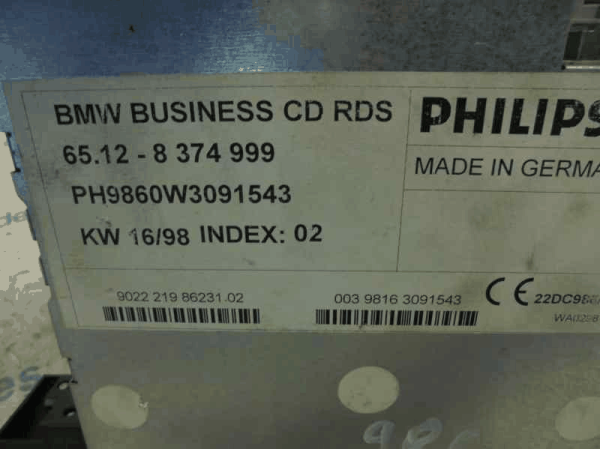 BMW BUSINESS CD RDS
65.12 - 8 374 999
PH9860W3091543
KW 16/98 INDEX: 02
PHILIPS
MADE IN GERMA
9022 219 86231.02
003 9816 3091543
CE